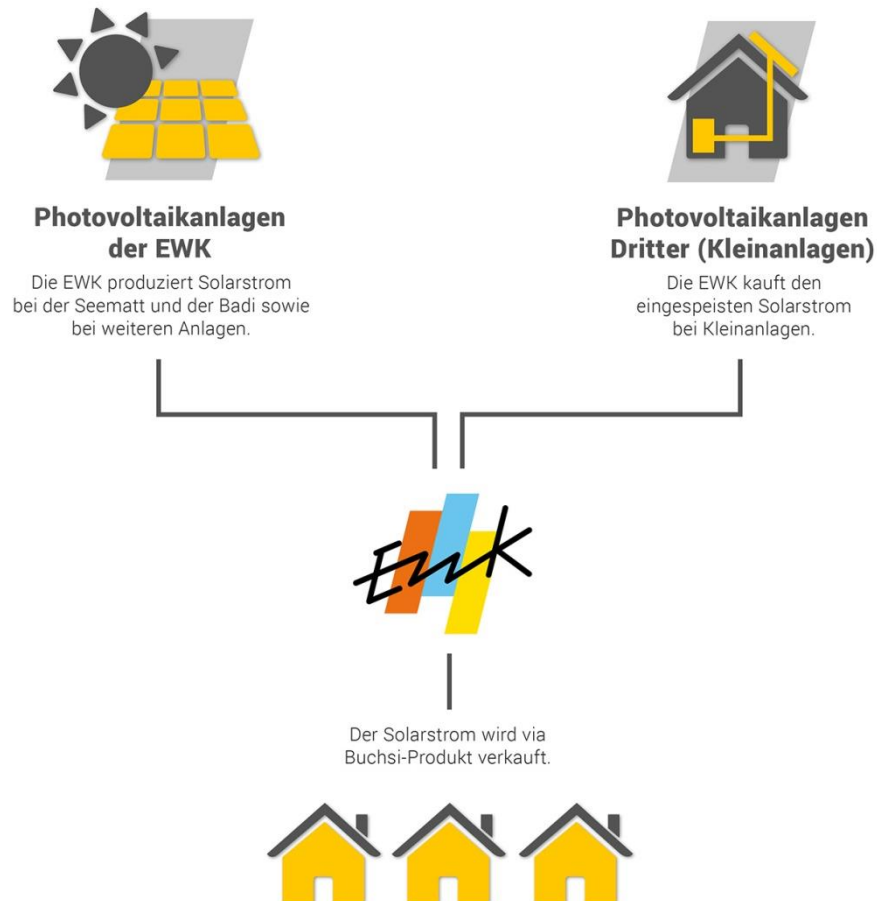 Photovoltaikanlagen
der EWK
Die EWK produziert Solarstrom
bei der Seematt und der Badi sowie
bei weiteren Anlagen.
Photovoltaikanlagen
Dritter (Kleinanlagen)
Die EWK kauft den
eingespeisten Solarstrom
bei Kleinanlagen.
EWK
Der Solarstrom wird via
Buchsi-Produkt verkauft.